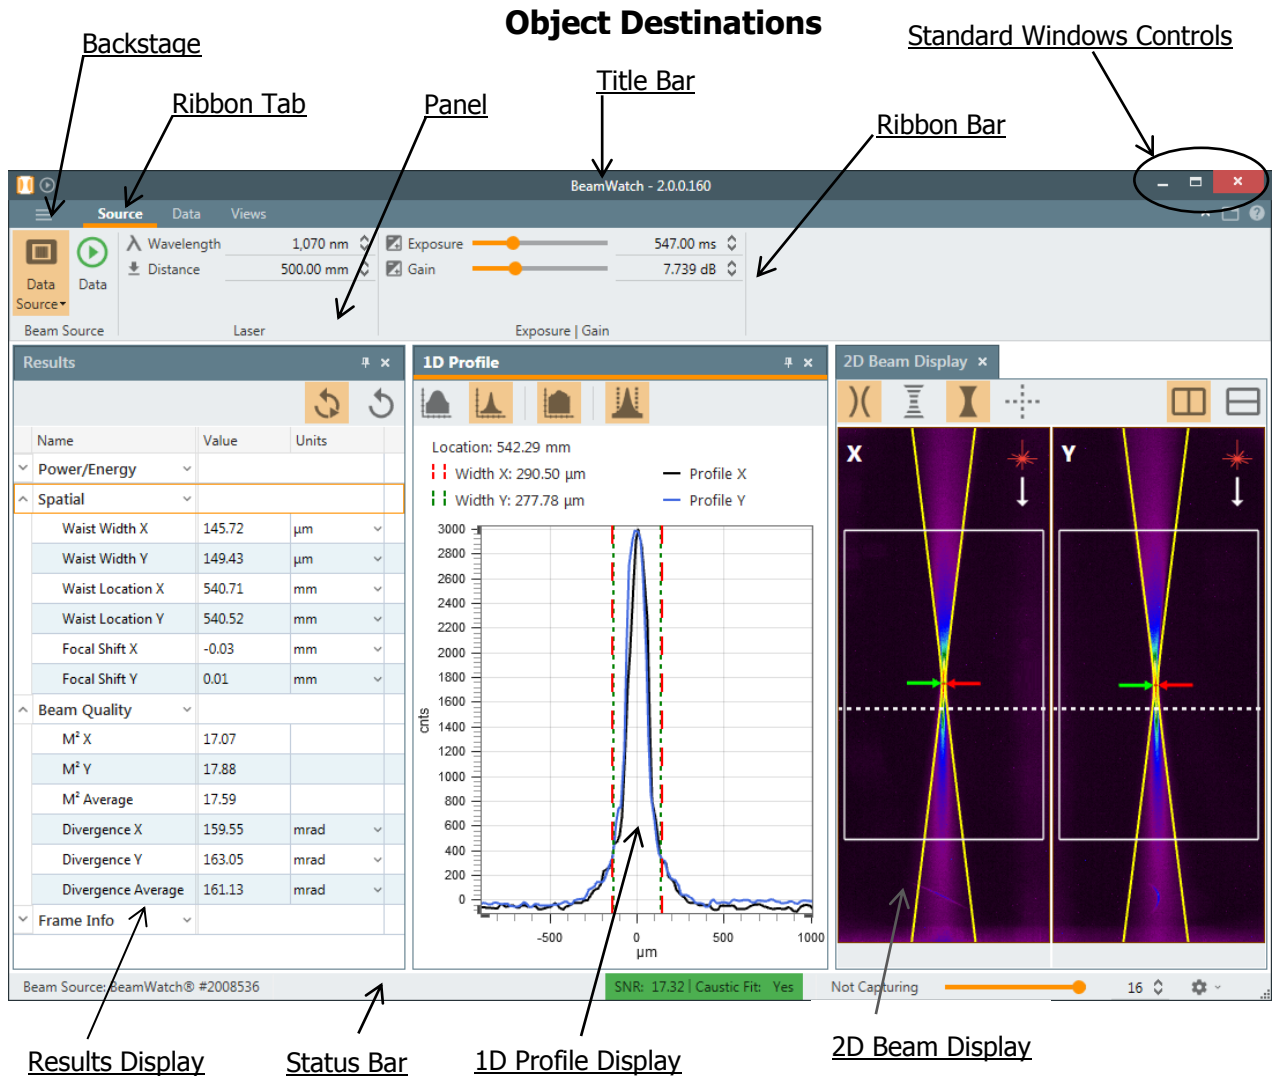 Object Destinations
Backstage
Standard Windows Controls
Title Bar
Ribbon Tab
Panel
Ribbon Bar
BeamWatch - 2.0.0.160
Source Data Views
Data Source
Data
Beam Source
Wavelength 1,070 nm
Distance 500.00 mm
Laser
Exposure 547.00 ms
Gain 7.739 dB
Exposure | Gain
Results
Name Value Units
Power/Energy
Spatial
Waist Width X 145.72 µm
Waist Width Y 149.43 µm
Waist Location X 540.71 mm
Waist Location Y 540.52 mm
Focal Shift X -0.03 mm
Focal Shift Y 0.01 mm
Beam Quality
M² X 17.07
M² Y 17.88
M² Average 17.59
Divergence X 159.55 mrad
Divergence Y 163.05 mrad
Divergence Average 161.13 mrad
Frame Info
1D Profile
Location: 542.29 mm
Width X: 290.50 µm Profile X
Width Y: 277.78 µm Profile Y
3000
2800
2600
2400
2200
2000
1800
1600
1400
1200
1000
800
600
400
200
0
cnts
-500 0 500 1000
µm
2D Beam Display
X Y
Beam Source: BeamWatch® #2008536
SNR: 17.32 | Caustic Fit: Yes
Not Capturing 16
Results Display
Status Bar
1D Profile Display
2D Beam Display